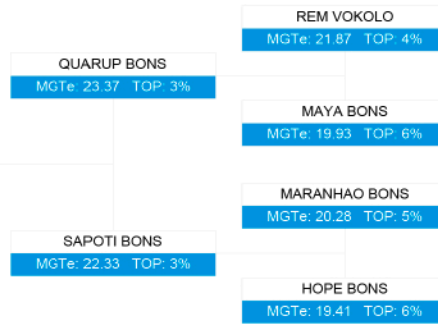 REM VOKOLO
MGTe: 21.87 TOP: 4%
QUARUP BONS
MGTe: 23.37 TOP: 3%
MAYA BONS
MGTe: 19.93 TOP: 6%
MARANHAO BONS
MGTe: 20.28 TOP: 5%
SAPOTI BONS
MGTe: 22.33 TOP: 3%
HOPE BONS
MGTe: 19.41 TOP: 6%